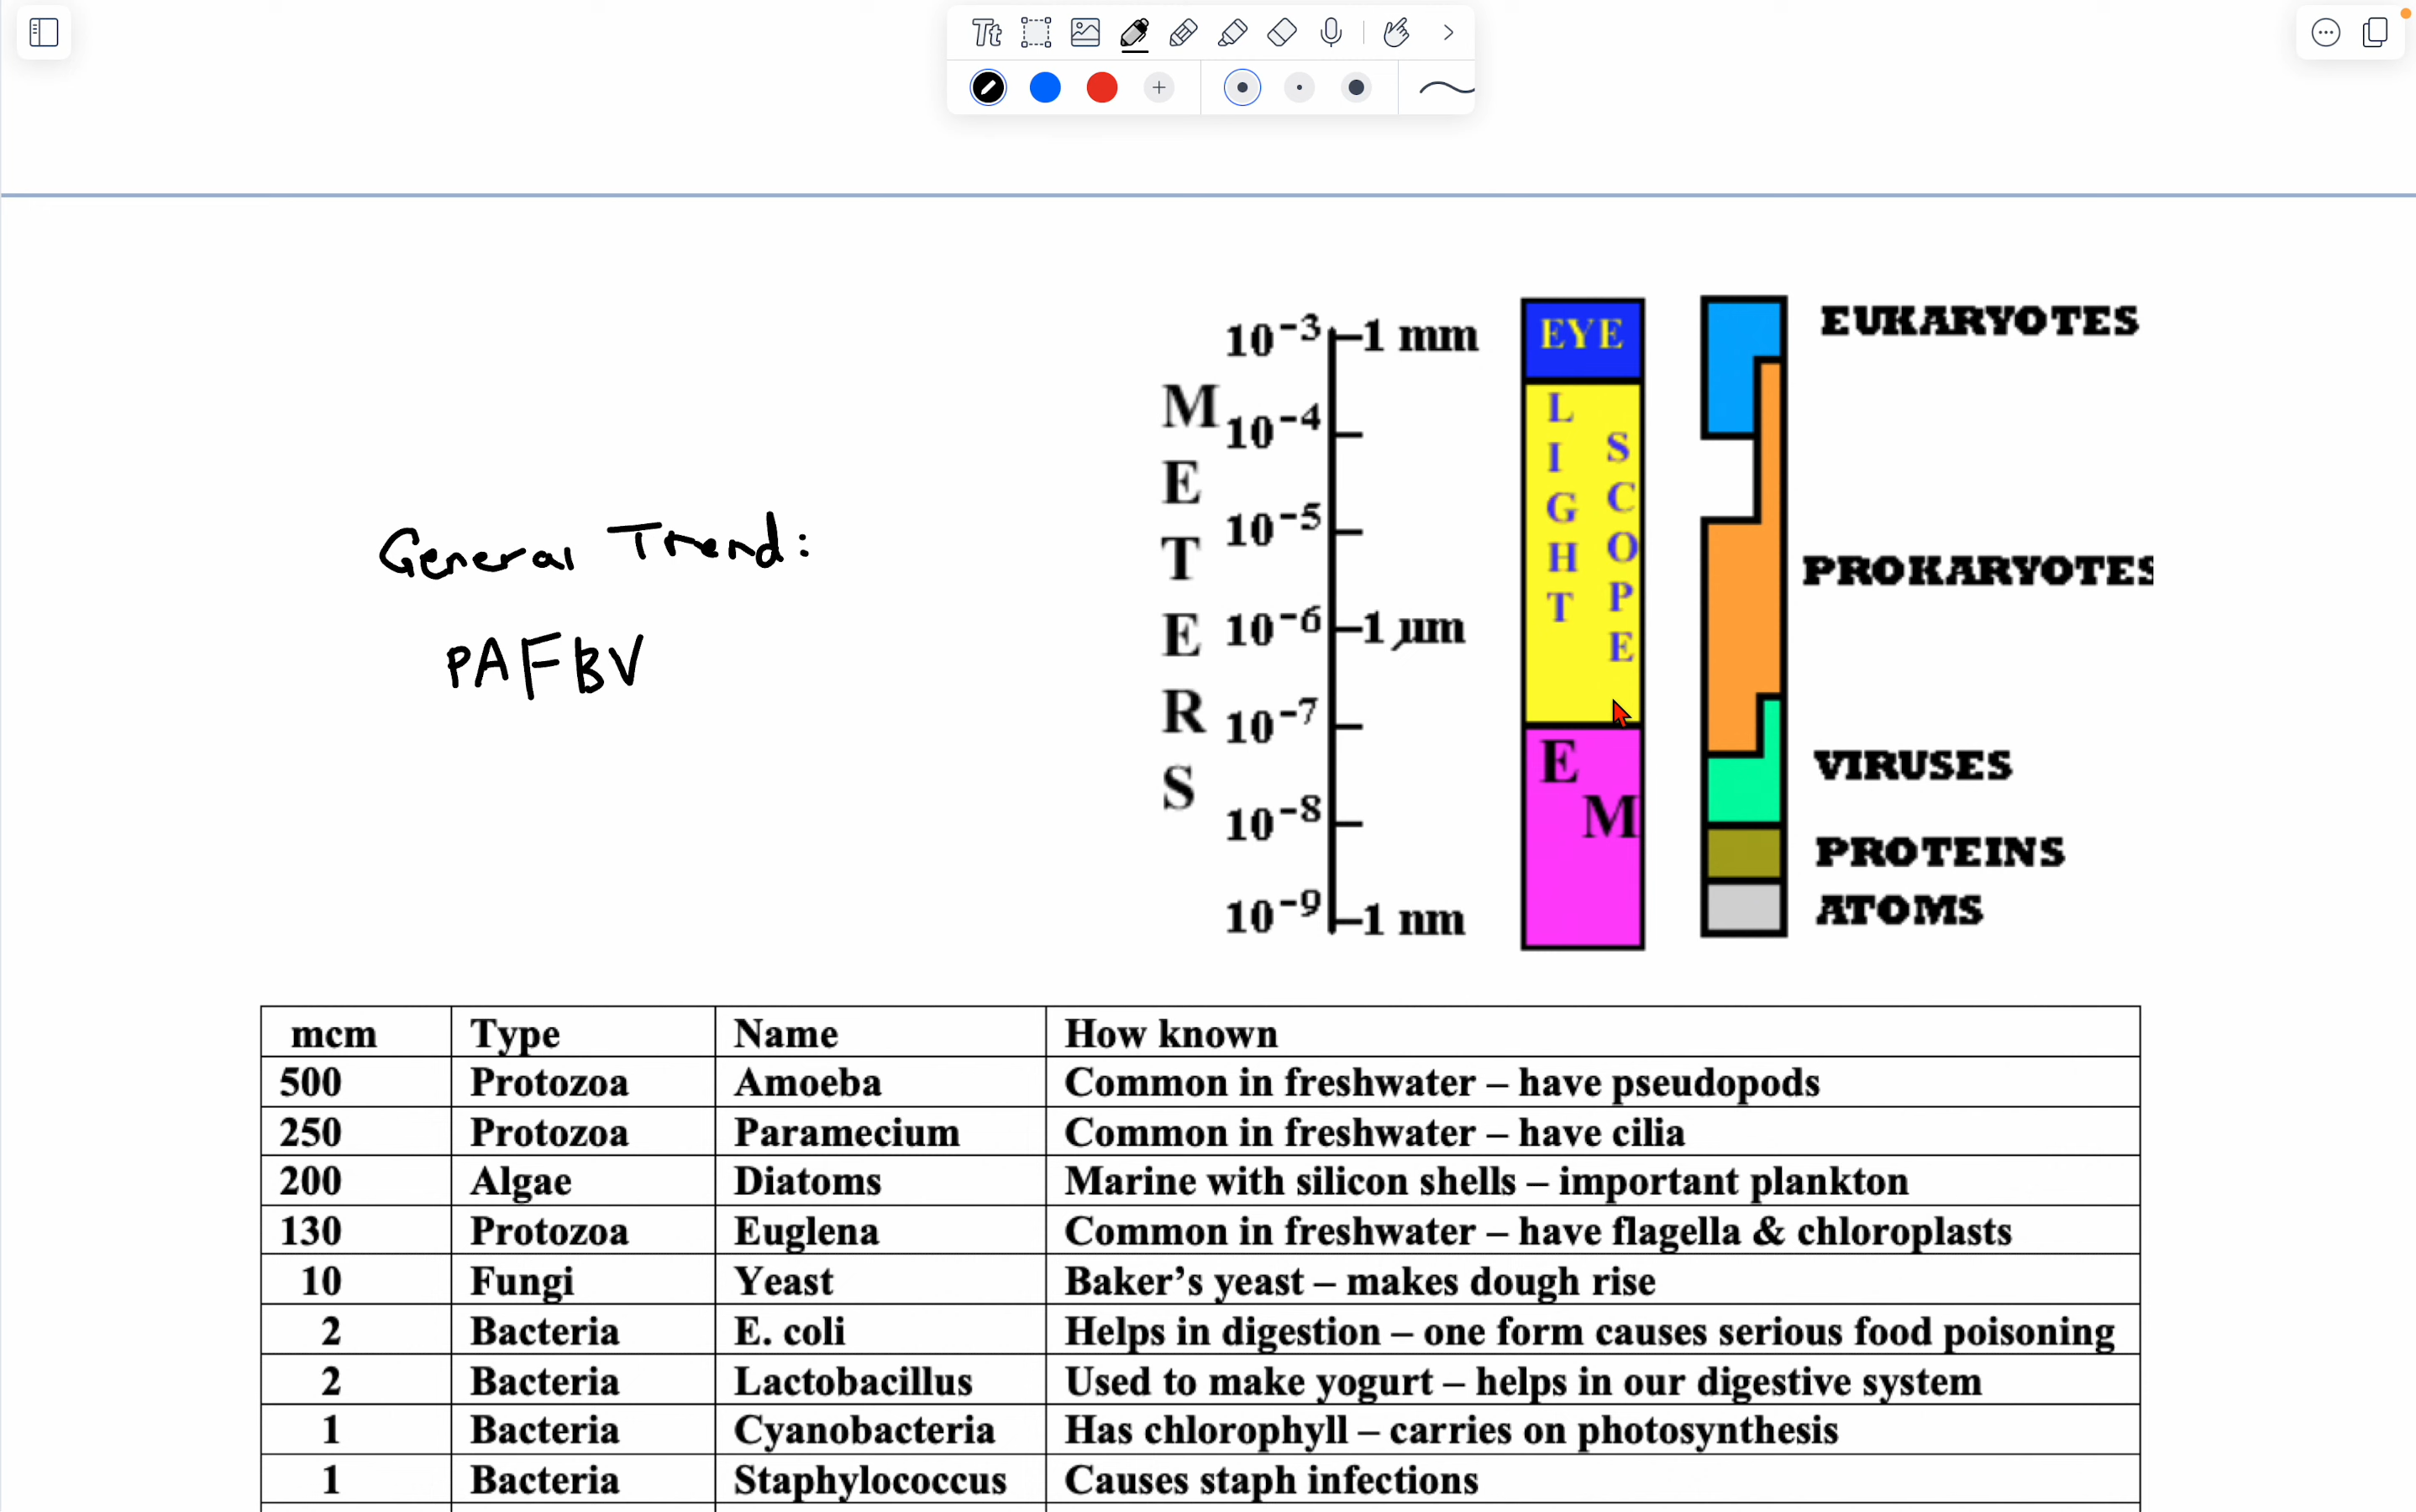 Tt
General Trend:
PAFBV
METERS
10-3 1 mm
10-4
10-5
10-6 1 µm
10-7
10-8
10-9 1 nm
EYE
LIGHT
SCOPE
EM
EUKARYOTES
PROKARYOTES
VIRUSES
PROTEINS
ATOMS
mcm Type Name How known
500 Protozoa Amoeba Common in freshwater – have pseudopods
250 Protozoa Paramecium Common in freshwater – have cilia
200 Algae Diatoms Marine with silicon shells – important plankton
130 Protozoa Euglena Common in freshwater – have flagella & chloroplasts
10 Fungi Yeast Baker’s yeast – makes dough rise
2 Bacteria E. coli Helps in digestion – one form causes serious food poisoning
2 Bacteria Lactobacillus Used to make yogurt – helps in our digestive system
1 Bacteria Cyanobacteria Has chlorophyll – carries on photosynthesis
1 Bacteria Staphylococcus Causes staph infections